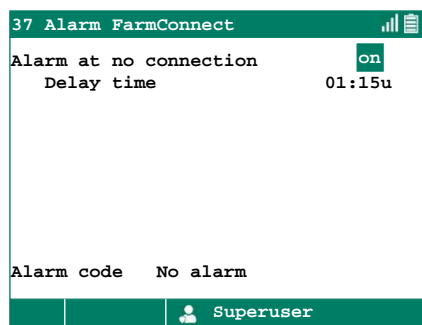 37 Alarm FarmConnect
Alarm at no connection on
Delay time 01:15u
Alarm code No alarm
Superuser